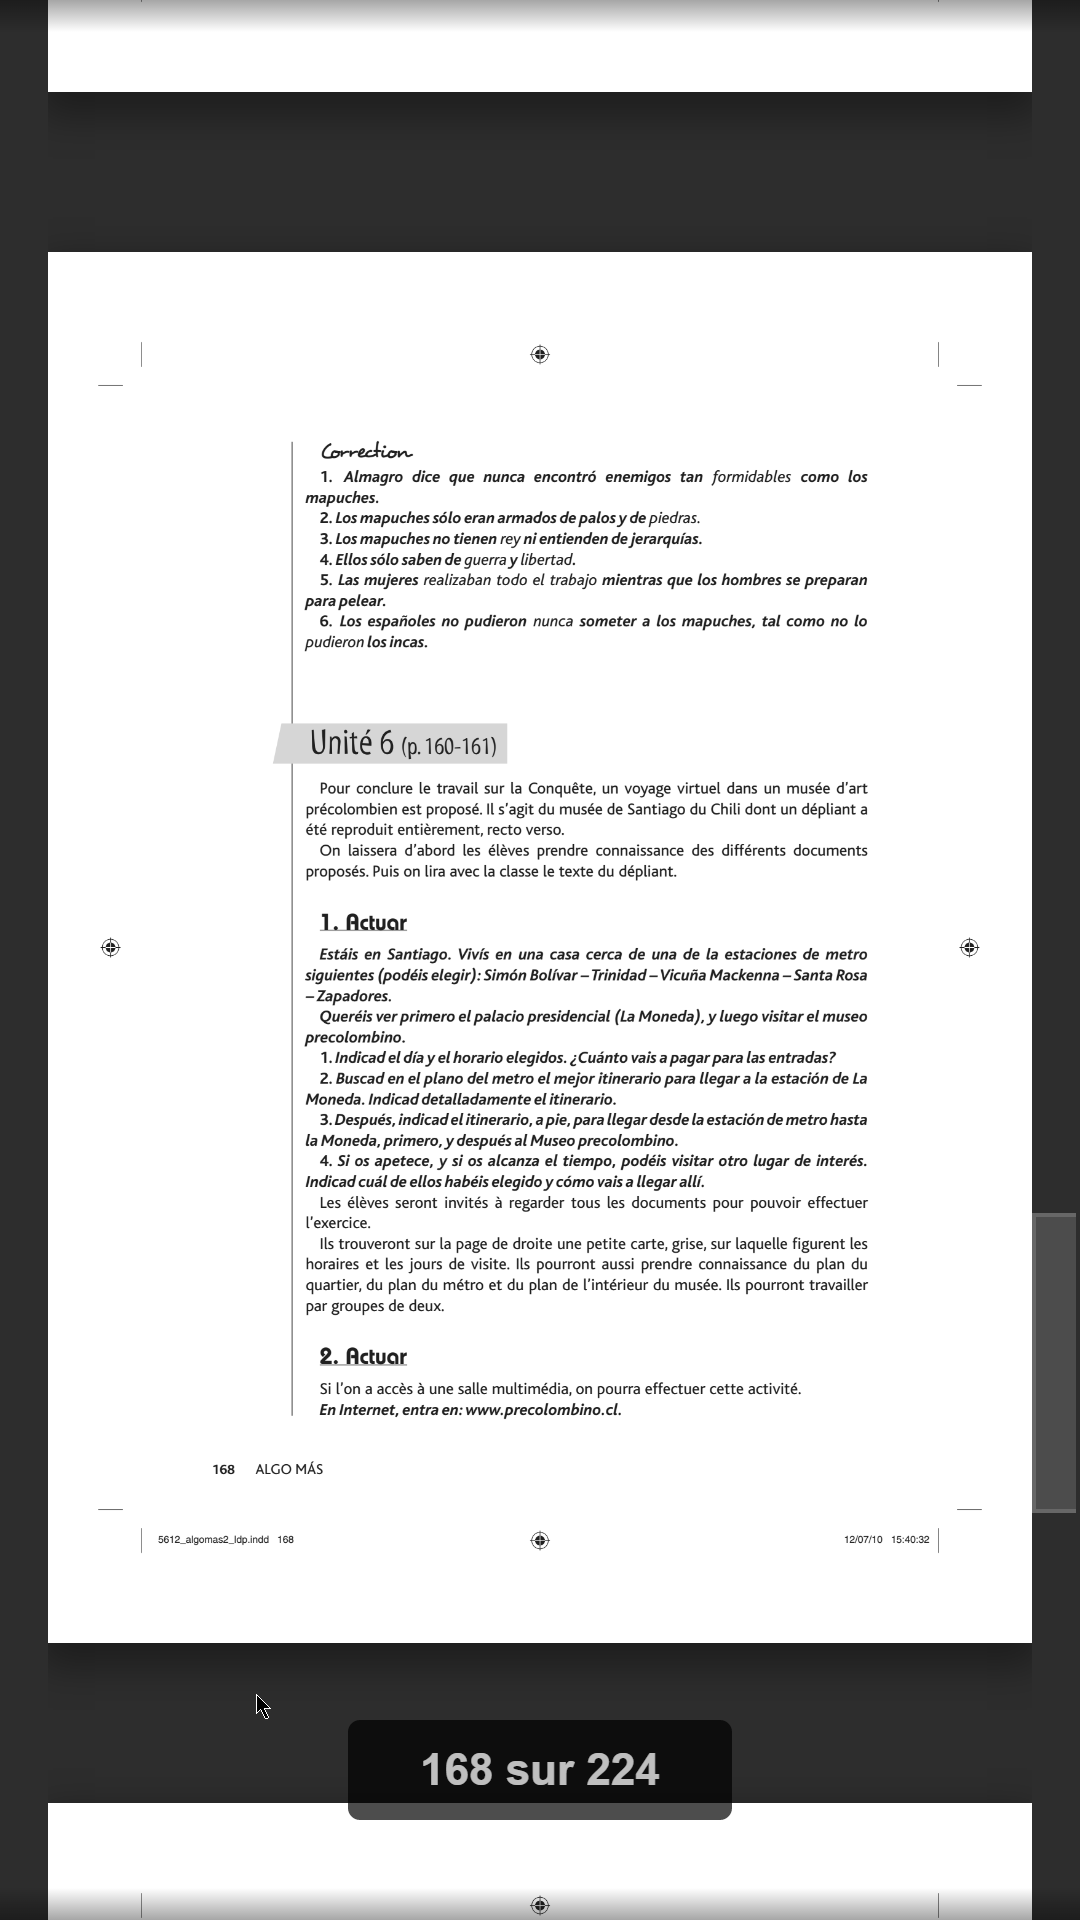 Correction
1. Almagro dice que nunca encontró enemigos tan formidables como los
mapuches.
2. Los mapuches sólo eran armados de palos y de piedras.
3. Los mapuches no tienen rey ni entienden de jerarquías.
4. Ellos sólo saben de guerra y libertad.
5. Las mujeres realizaban todo el trabajo mientras que los hombres se preparan
para pelear.
6. Los españoles no pudieron nunca someter a los mapuches, tal como no lo
pudieron los incas.
Unité 6 (p. 160-161)
Pour conclure le travail sur la Conquête, un voyage virtuel dans un musée d'art
précolombien est proposé. Il s'agit du musée de Santiago du Chili dont un dépliant a
été reproduit entièrement, recto verso.
On laissera d'abord les élèves prendre connaissance des différents documents
proposés. Puis on lira avec la classe le texte du dépliant.
1. Actuar
Estáis en Santiago. Vivís en una casa cerca de una de la estaciones de metro
siguientes (podéis elegir): Simón Bolívar – Trinidad – Vicuña Mackenna – Santa Rosa
– Zapadores.
Queréis ver primero el palacio presidencial (La Moneda), y luego visitar el museo
precolombino.
1. Indicad el día y el horario elegidos. ¿Cuánto vais a pagar para las entradas?
2. Buscad en el plano del metro el mejor itinerario para llegar a la estación de La
Moneda. Indicad detalladamente el itinerario.
3. Después, indicad el itinerario, a pie, para llegar desde la estación de metro hasta
la Moneda, primero, y después al Museo precolombino.
4. Si os apetece, y si os alcanza el tiempo, podéis visitar otro lugar de interés.
Indicad cuál de ellos habéis elegido y cómo vais a llegar allí.
Les élèves seront invités à regarder tous les documents pour pouvoir effectuer
l'exercice.
Ils trouveront sur la page de droite une petite carte, grise, sur laquelle figurent les
horaires et les jours de visite. Ils pourront aussi prendre connaissance du plan du
quartier, du plan du métro et du plan de l'intérieur du musée. Ils pourront travailler
par groupes de deux.
2. Actuar
Si l'on a accès à une salle multimédia, on pourra effectuer cette activité.
En Internet, entra en: www.precolombino.cl.
168 ALGO MÁS
5612_algomas2_ldp.indd 168
12/07/10 15:40:32
168 sur 224